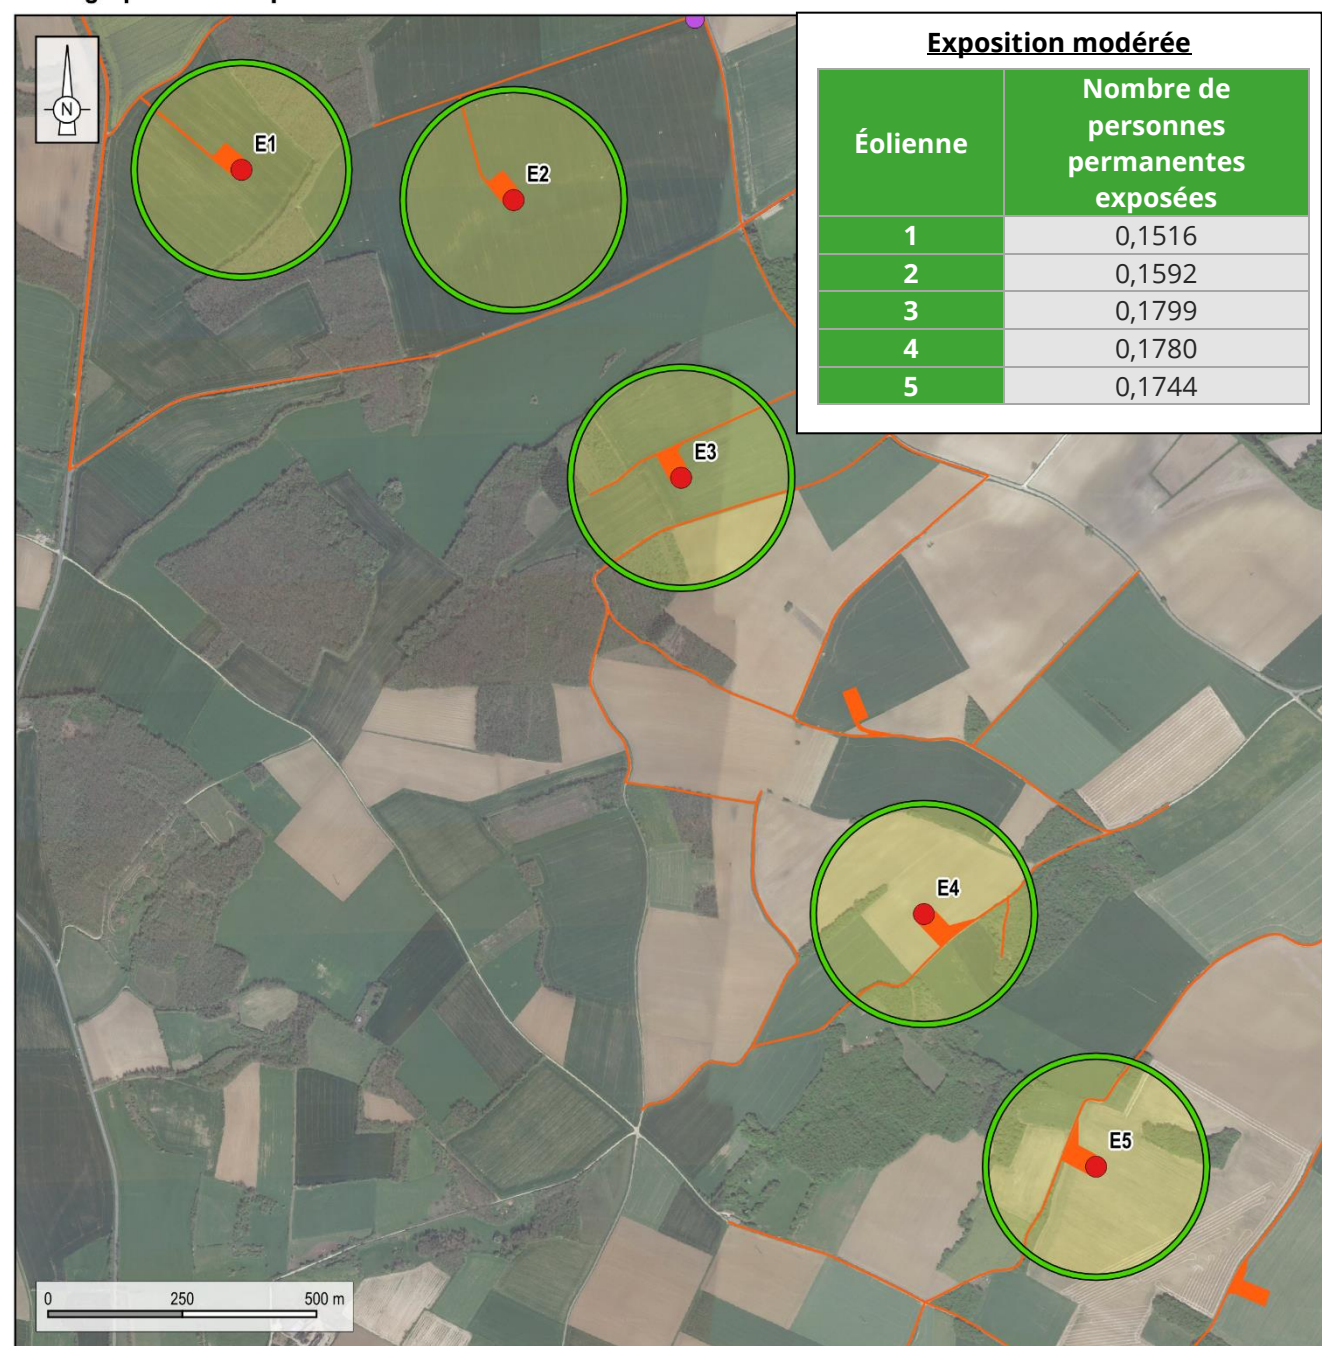 Exposition modérée
Éolienne
Nombre de
personnes
permanentes
exposées
1 0,1516
2 0,1592
3 0,1799
4 0,1780
5 0,1744
N
E1
E2
E3
E4
E5
0 250 500 m